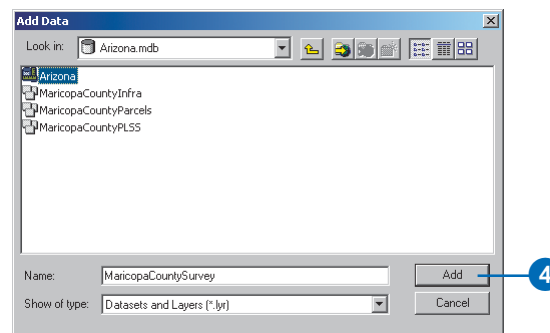 Add Data
Look in: Arizona.mdb
Arizona
MaricopaCountyInfra
MaricopaCountyParcels
MaricopaCountyPLSS
Name: MaricopaCountySurvey Add 4
Show of type: Datasets and Layers (*.lyr) Cancel